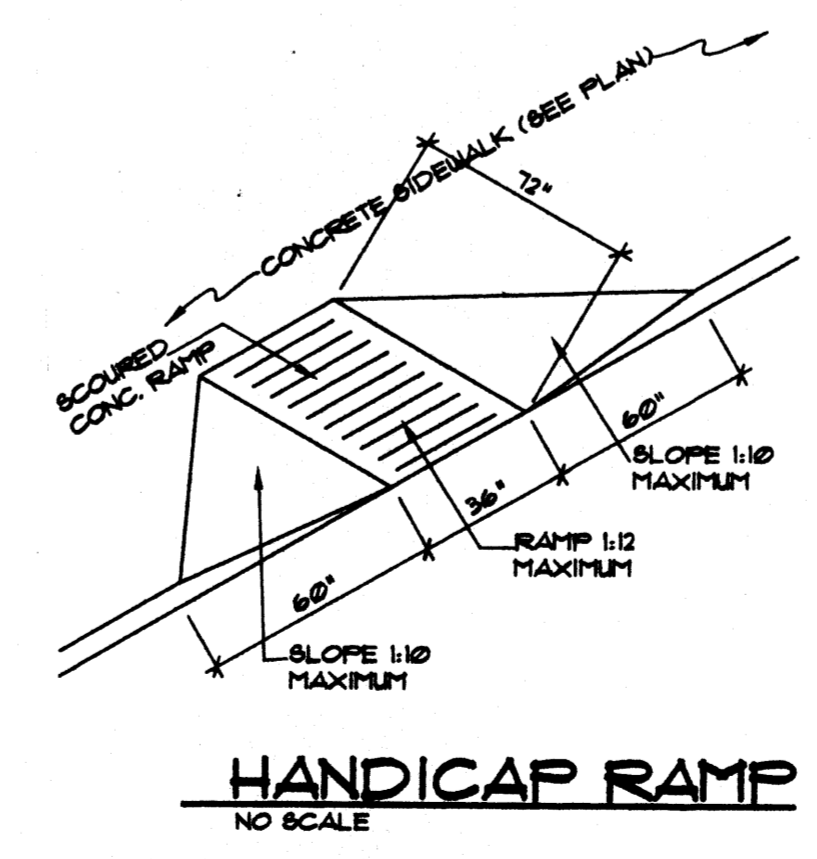 CONCRETE SIDEWALK (SEE PLAN)
72"
SCOURED
CONC. RAMP
60"
SLOPE 1:10
MAXIMUM
36"
RAMP 1:12
MAXIMUM
60"
SLOPE 1:10
MAXIMUM
HANDICAP RAMP
NO SCALE